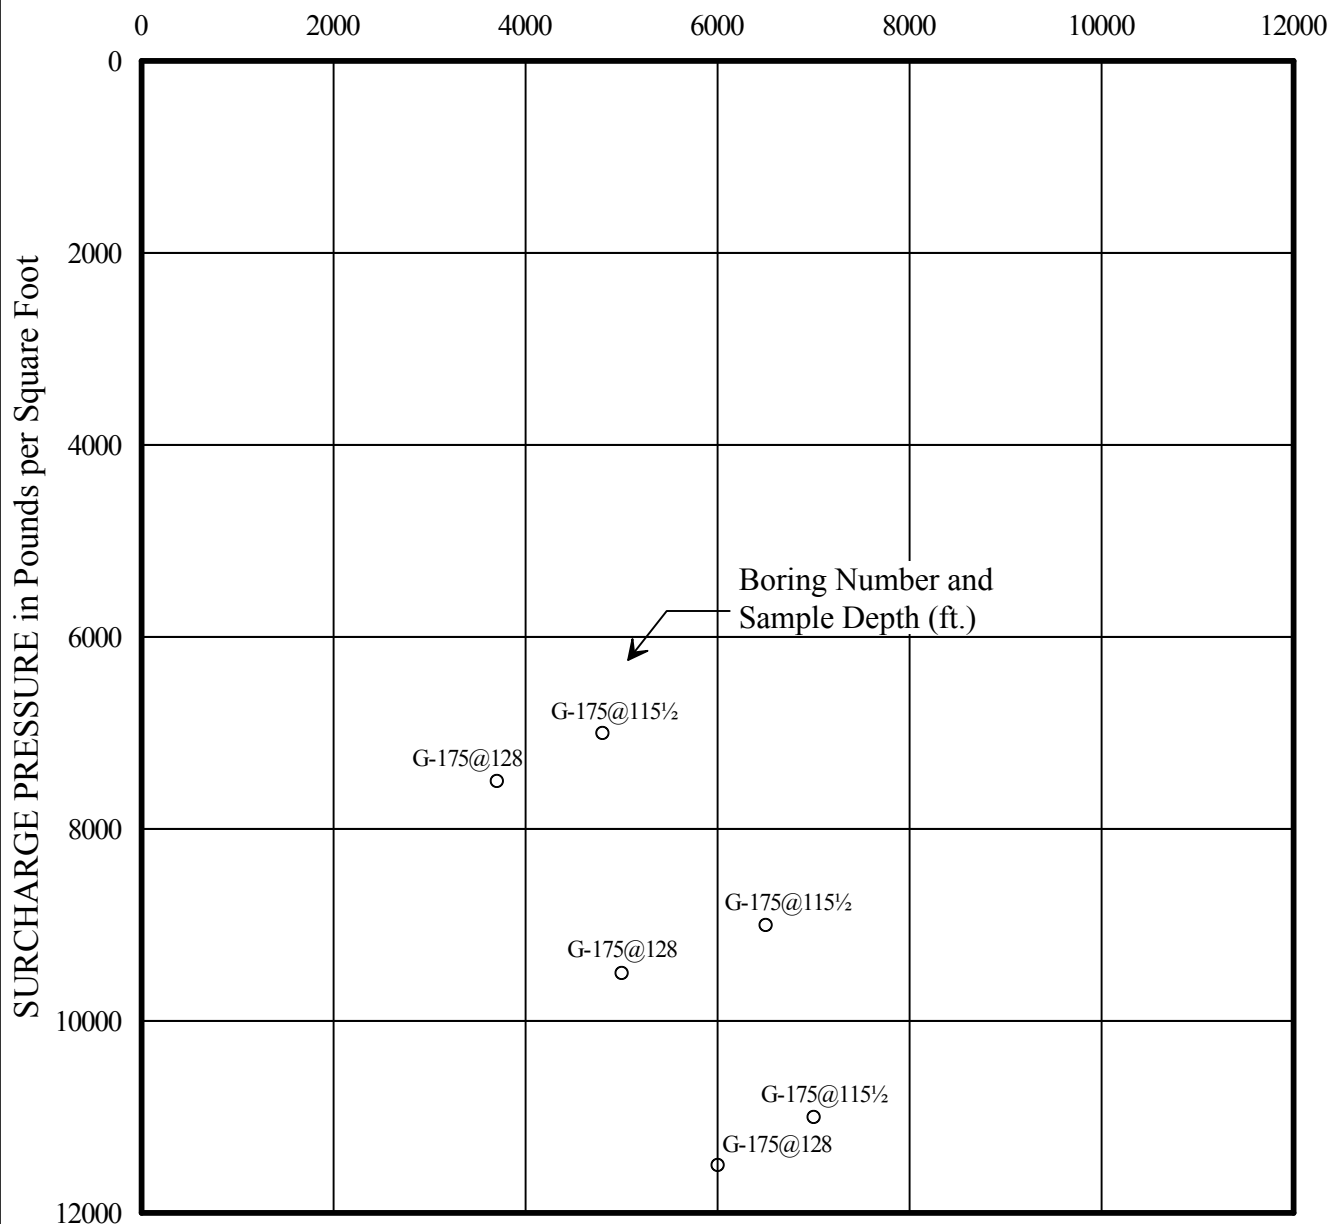 0 2000 4000 6000 8000 10000 12000
0
2000
4000
6000
8000
10000
12000
SURCHARGE PRESSURE in Pounds per Square Foot
Boring Number and
Sample Depth (ft.)
G-175@115½
G-175@128
G-175@115½
G-175@128
G-175@115½
G-175@128